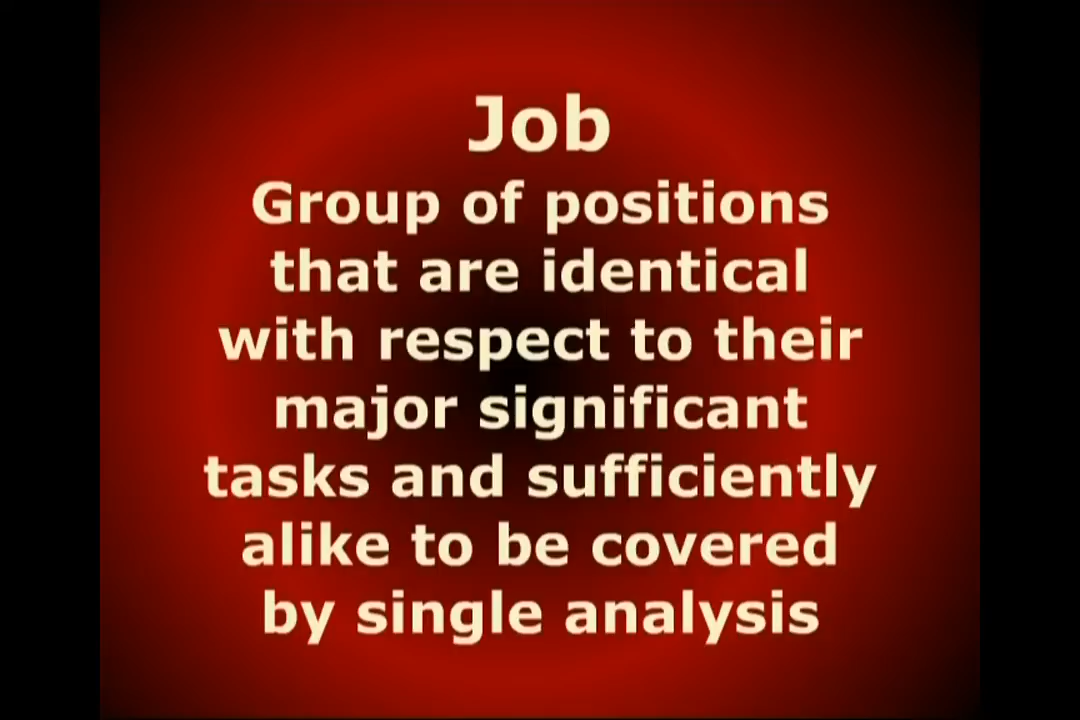 Job
Group of positions
that are identical
with respect to their
major significant
tasks and sufficiently
alike to be covered
by single analysis